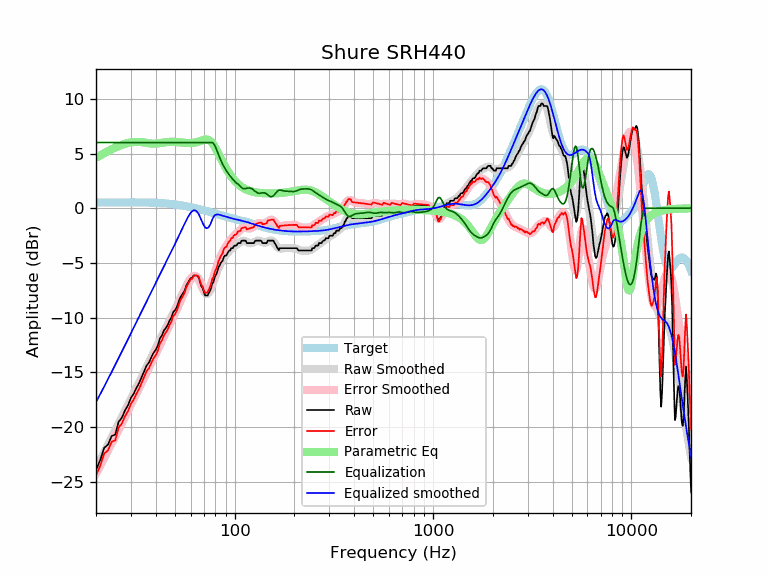 Shure SRH440
Amplitude (dBr)
10
5
0
−5
−10
−15
−20
−25
Target
Raw Smoothed
Error Smoothed
Raw
Error
Parametric Eq
Equalization
Equalized smoothed
100
1000
10000
Frequency (Hz)